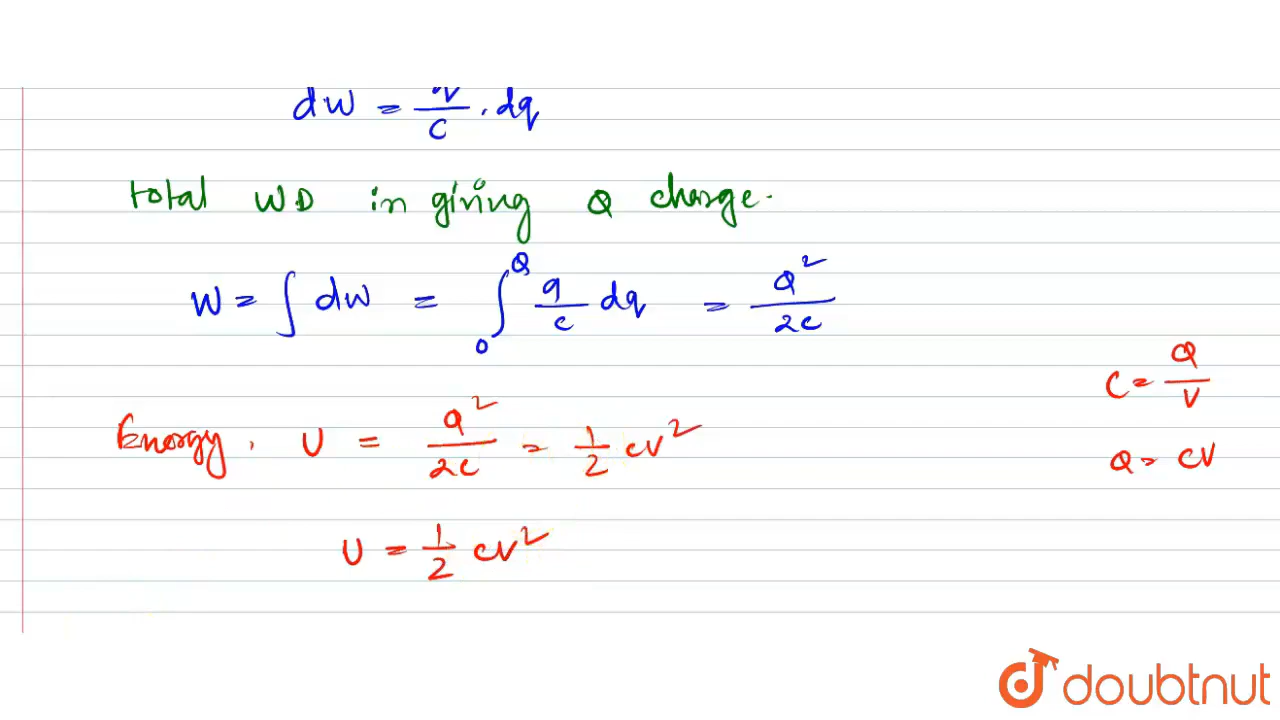 dW = q/C . dq
total WD in giving Q charge.
W = ∫ dW = ∫₀^Q q/c dq = Q²/2C
C = Q/V
Energy, U = Q²/2C = 1/2 CV²
Q = CV
U = 1/2 CV²
doubtnut